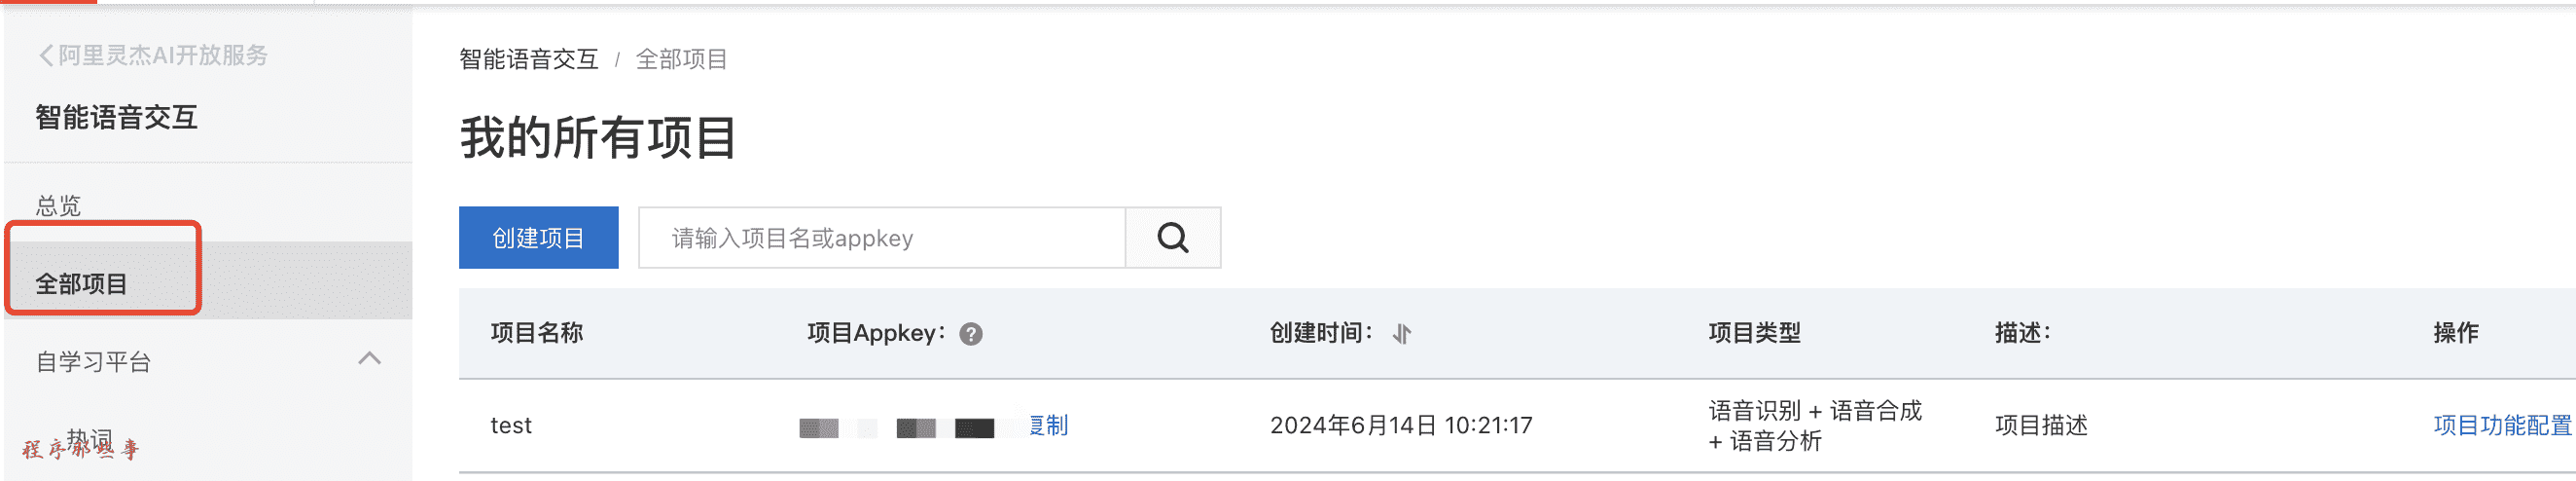 阿里灵杰AI开放服务
智能语音交互
总览
全部项目
自学习平台
热词
程序那些事
智能语音交互 / 全部项目
我的所有项目
创建项目
请输入项目名或appkey
项目名称 项目Appkey： 创建时间： 项目类型 描述： 操作
test 复制 2024年6月14日 10:21:17 语音识别 + 语音合成 项目描述 项目功能配置
+ 语音分析